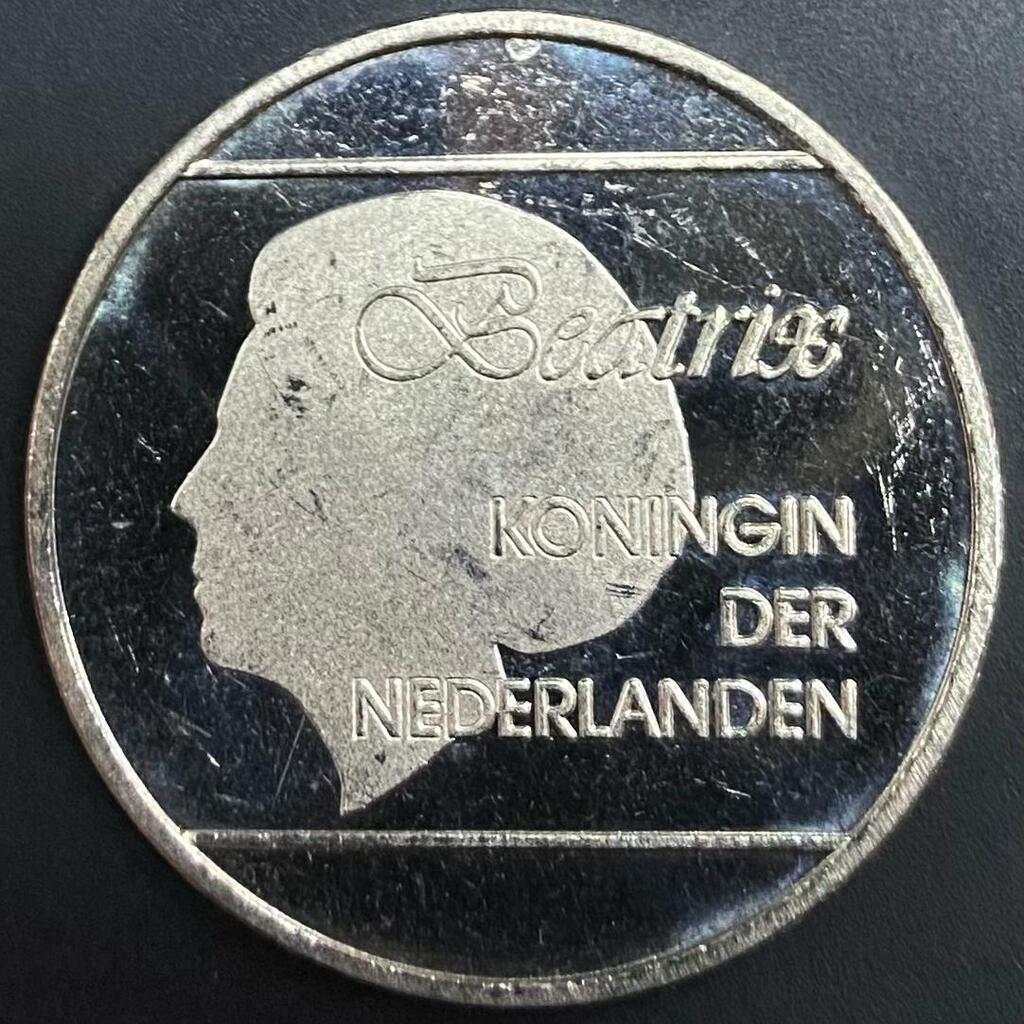 Beatrix
KONINGIN
DER
NEDERLANDEN